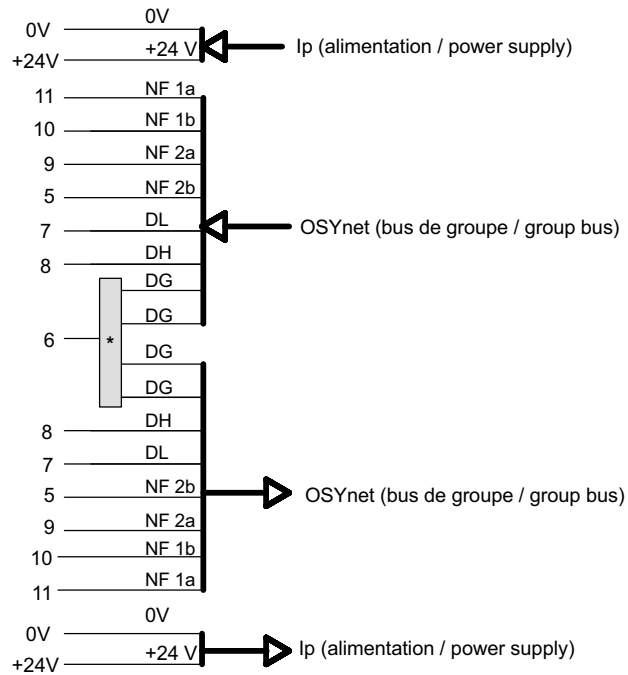 0V 0V
+24V +24 V Ip (alimentation / power supply)
11 NF 1a
10 NF 1b
9 NF 2a
5 NF 2b
7 DL OSYnet (bus de groupe / group bus)
8 DH
DG
DG
6 *
DG
DG
8 DH
7 DL
5 NF 2b OSYnet (bus de groupe / group bus)
9 NF 2a
10 NF 1b
11 NF 1a
0V 0V
+24V +24 V Ip (alimentation / power supply)